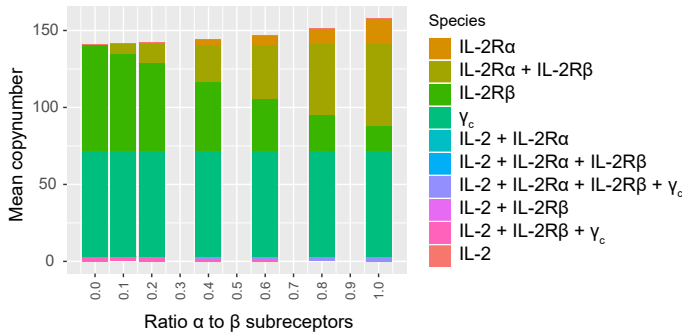 Mean copynumber
150
100
50
0
0.0
0.1
0.2
0.3
0.4
0.5
0.6
0.7
0.8
0.9
1.0
Ratio α to β subreceptors
Species
IL-2Rα
IL-2Rα + IL-2Rβ
IL-2Rβ
γc
IL-2 + IL-2Rα
IL-2 + IL-2Rα + IL-2Rβ
IL-2 + IL-2Rα + IL-2Rβ + γc
IL-2 + IL-2Rβ
IL-2 + IL-2Rβ + γc
IL-2